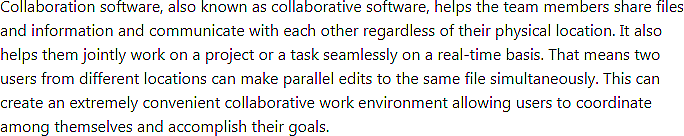 Collaboration software, also known as collaborative software, helps the team members share files
and information and communicate with each other regardless of their physical location. It also
helps them jointly work on a project or a task seamlessly on a real-time basis. That means two
users from different locations can make parallel edits to the same file simultaneously. This can
create an extremely convenient collaborative work environment allowing users to coordinate
among themselves and accomplish their goals.